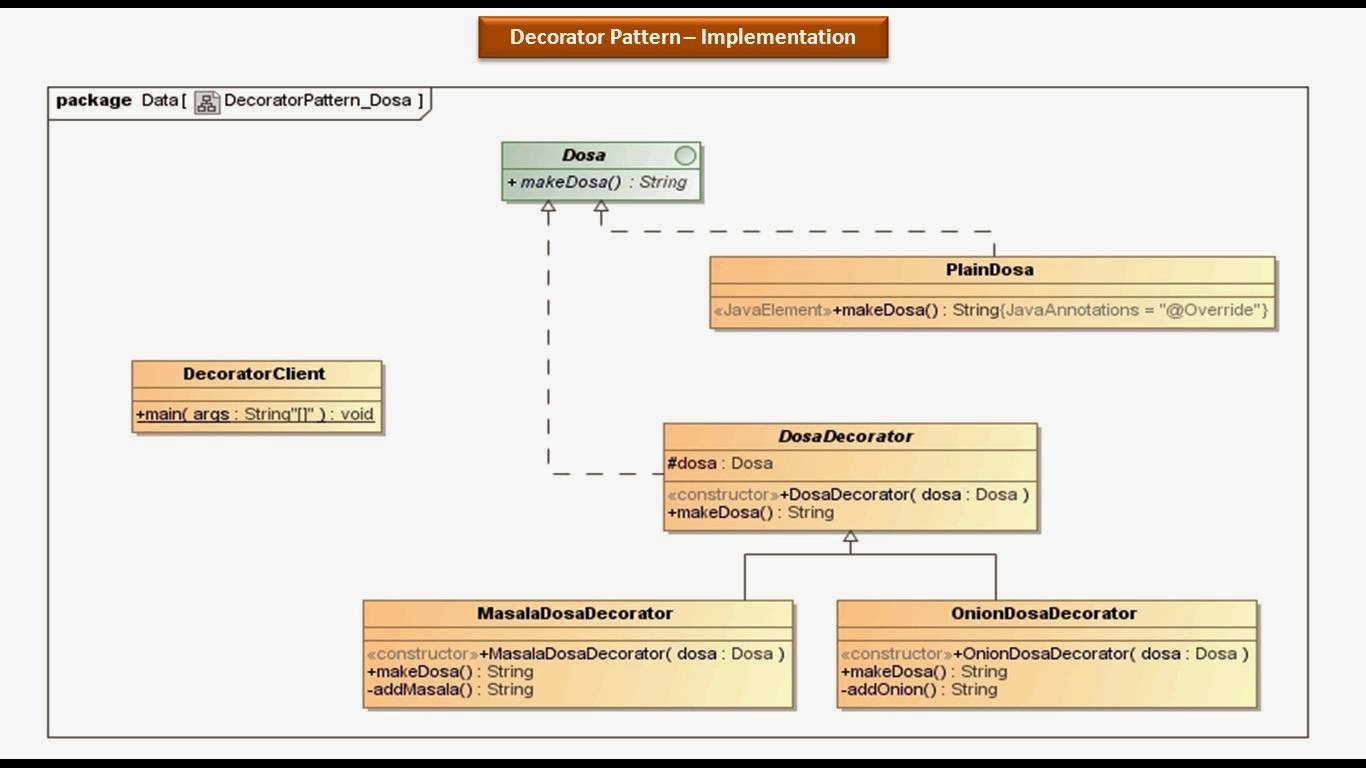 Decorator Pattern – Implementation
package Data[ DecoratorPattern_Dosa ]
Dosa
+ makeDosa() : String
PlainDosa
«JavaElement»+makeDosa() : String{JavaAnnotations = "@Override"}
DecoratorClient
+main( args : String"[]" ) : void
DosaDecorator
#dosa : Dosa
«constructor»+DosaDecorator( dosa : Dosa )
+makeDosa() : String
MasalaDosaDecorator
«constructor»+MasalaDosaDecorator( dosa : Dosa )
+makeDosa() : String
-addMasala() : String
OnionDosaDecorator
«constructor»+OnionDosaDecorator( dosa : Dosa )
+makeDosa() : String
-addOnion() : String